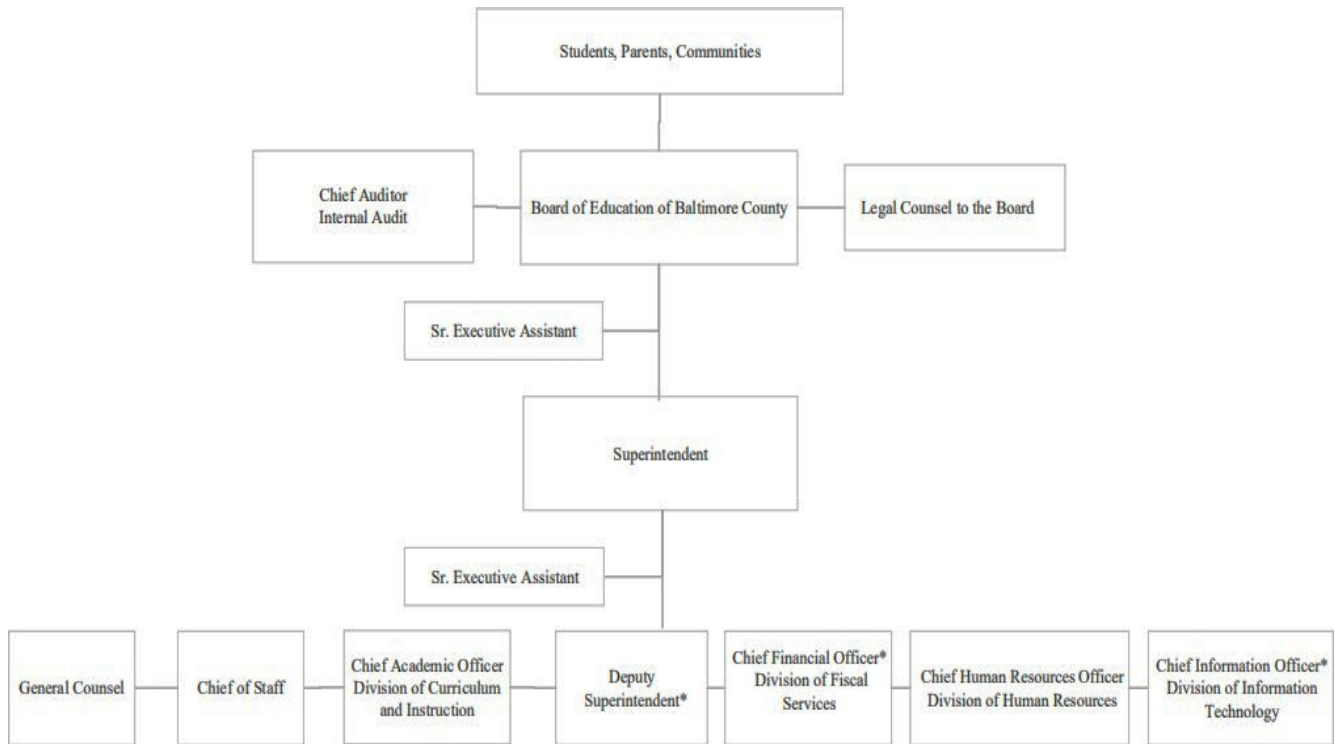 Students, Parents, Communities
Chief Auditor
Internal Audit
Board of Education of Baltimore County
Legal Counsel to the Board
Sr. Executive Assistant
Superintendent
Sr. Executive Assistant
General Counsel
Chief of Staff
Chief Academic Officer
Division of Curriculum
and Instruction
Deputy
Superintendent*
Chief Financial Officer*
Division of Fiscal
Services
Chief Human Resources Officer
Division of Human Resources
Chief Information Officer*
Division of Information
Technology